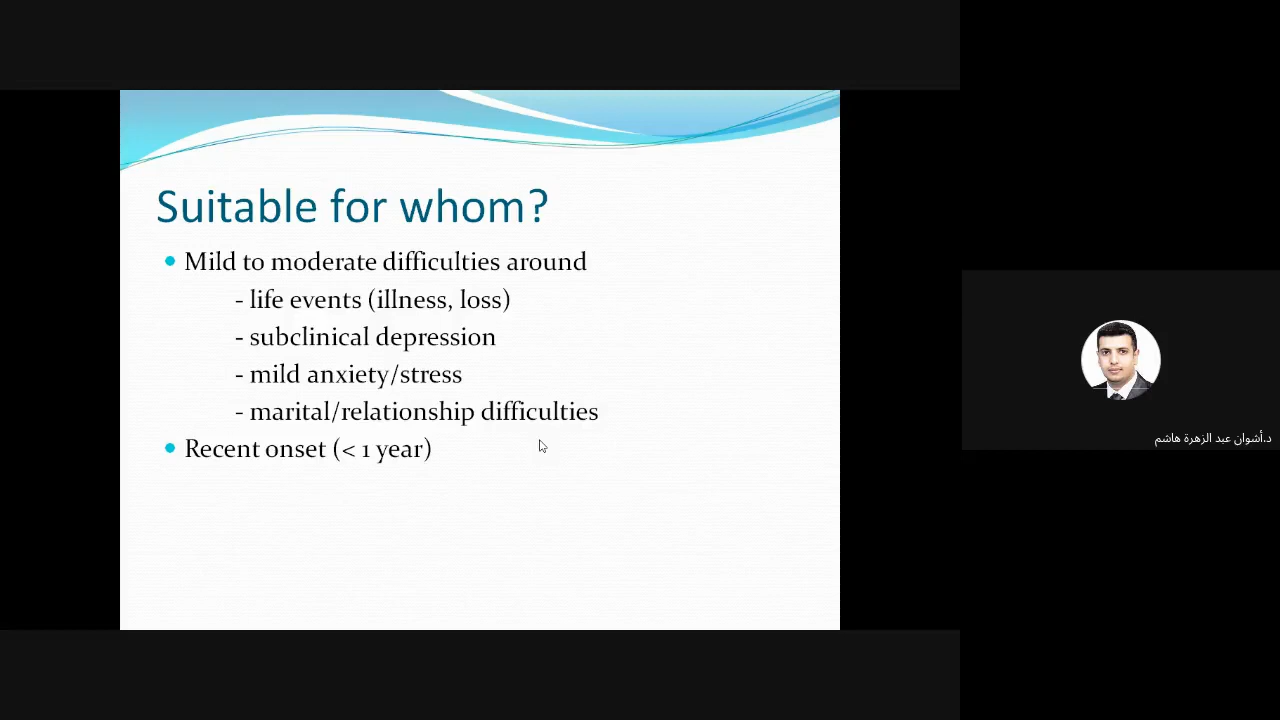 Suitable for whom?
Mild to moderate difficulties around
- life events (illness, loss)
- subclinical depression
- mild anxiety/stress
- marital/relationship difficulties
Recent onset (< 1 year)
د.أشوان عبد الزهرة هاشم